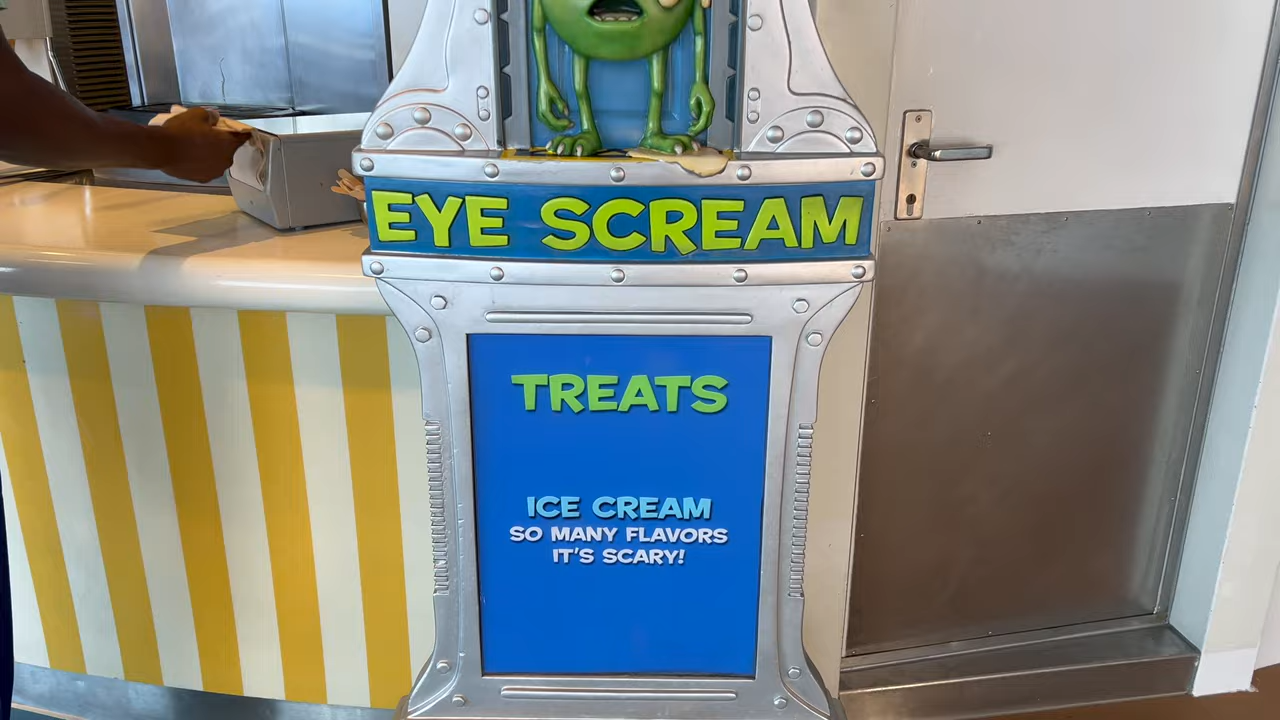 EYE SCREAM
TREATS
ICE CREAM
SO MANY FLAVORS
IT'S SCARY!